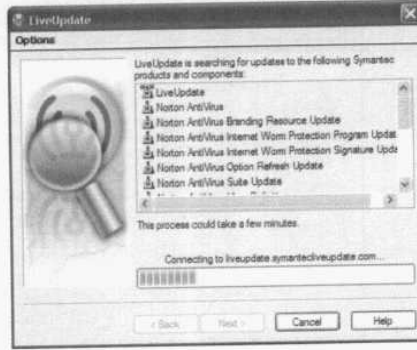 LiveUpdate
Options
LiveUpdate is searching for updates to the following Symantec
products and components:
LiveUpdate
Norton AntiVirus
Norton AntiVirus Branding Resource Update
Norton AntiVirus Internet Worm Protection Program Updat
Norton AntiVirus Internet Worm Protection Signature Upda
Norton AntiVirus Option Refresh Update
Norton AntiVirus Suite Update
This process could take a few minutes.
Connecting to liveupdate.symantecliveupdate.com...
< Back Next > Cancel Help